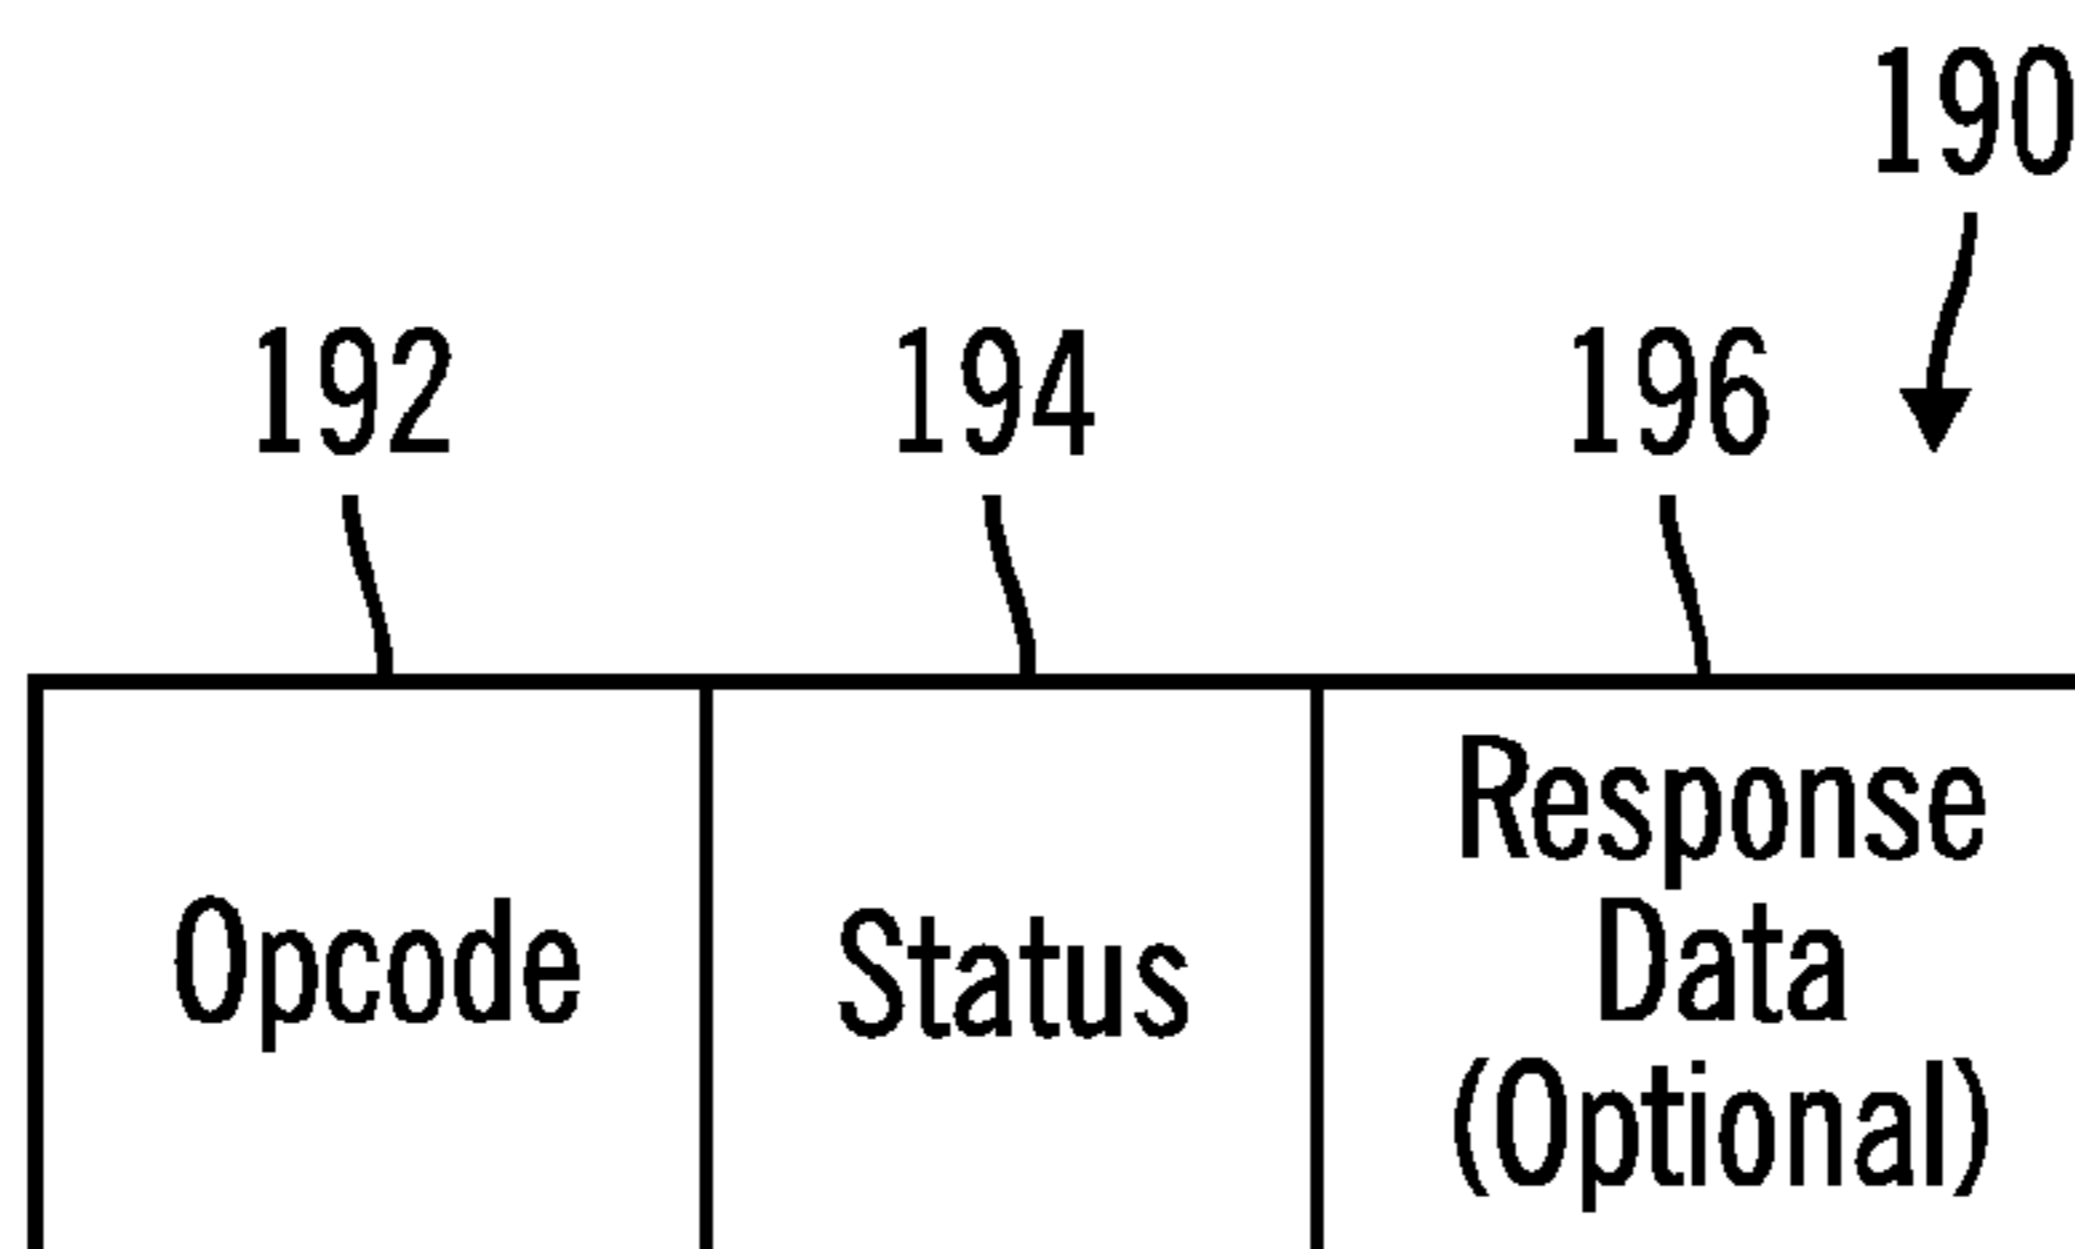 190
192 194 196
Opcode Status Response
Data
(Optional)